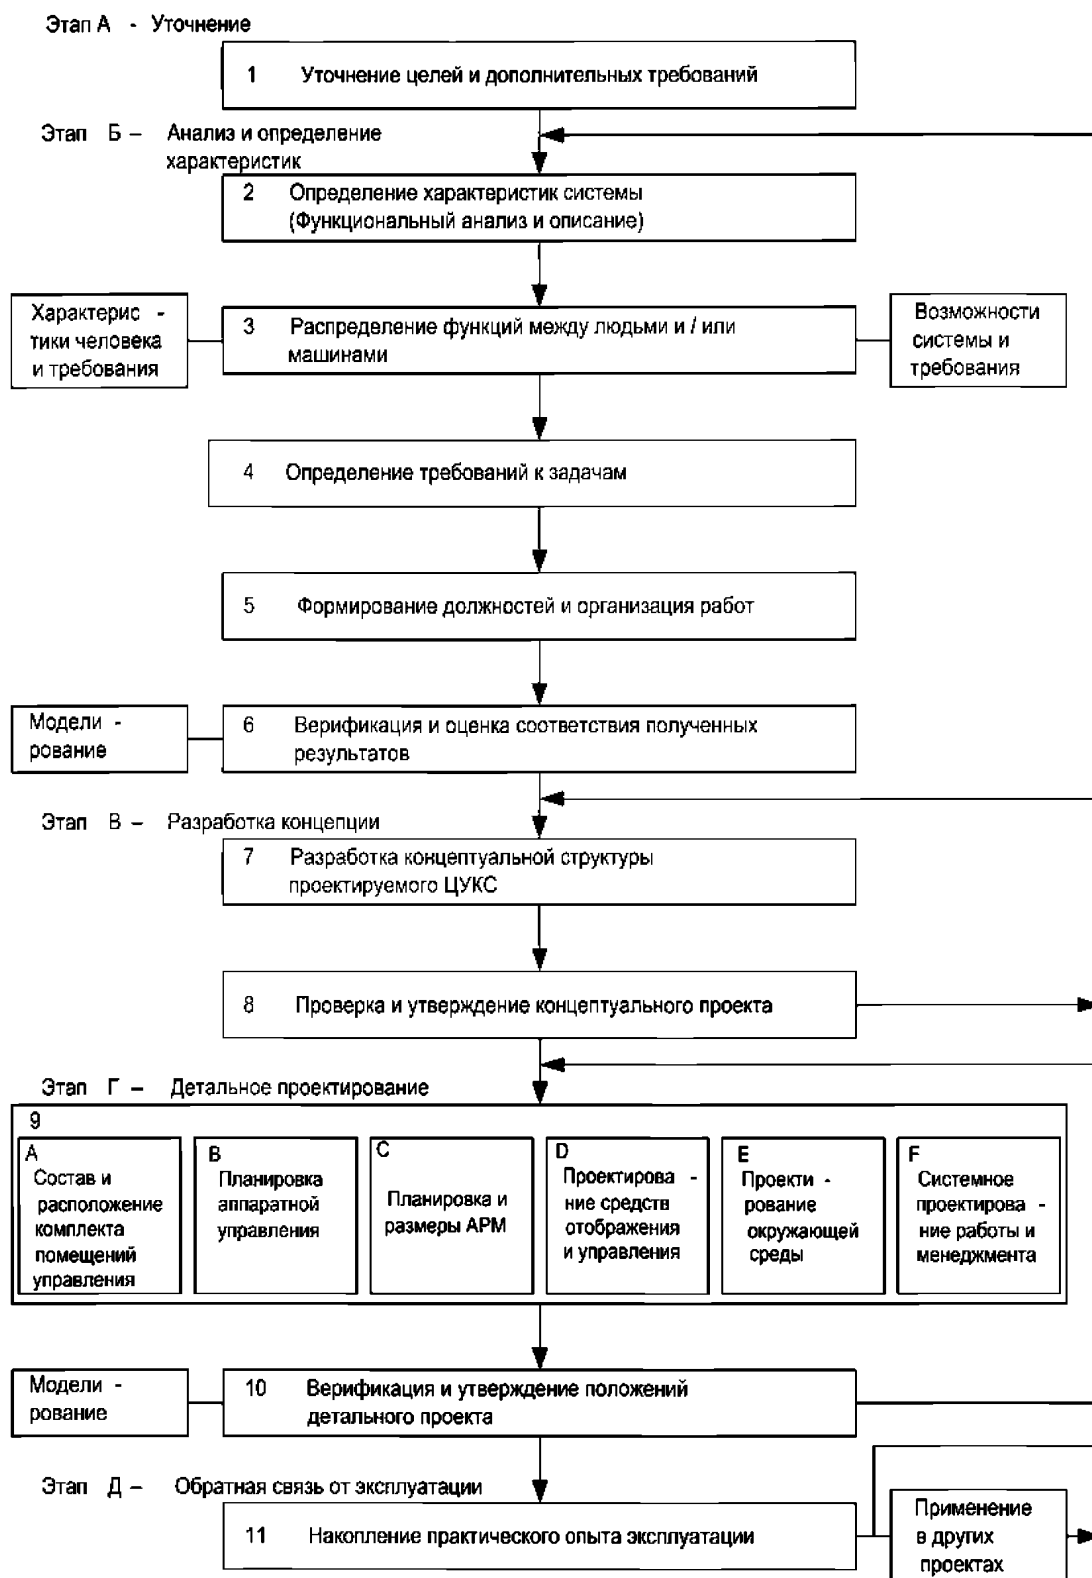 Этап А - Уточнение
1 Уточнение целей и дополнительных требований
Этап Б – Анализ и определение
характеристик
2 Определение характеристик системы
(Функциональный анализ и описание)
Характерис -
тики человека
и требования
3 Распределение функций между людьми и / или
машинами
Возможности
системы и
требования
4 Определение требований к задачам
5 Формирование должностей и организация работ
Модели -
рование
6 Верификация и оценка соответствия полученных
результатов
Этап В – Разработка концепции
7 Разработка концептуальной структуры
проектируемого ЦУКС
8 Проверка и утверждение концептуального проекта
Этап Г – Детальное проектирование
9
A
Состав и
расположение
комплекта
помещений
управления
B
Планировка
аппаратной
управления
C
Планировка и
размеры АРМ
D
Проектирова -
ние средств
отображения
и управления
E
Проекти -
рование
окружающей
среды
F
Системное
проектирова -
ние работы и
менеджмента
Модели -
рование
10 Верификация и утверждение положений
детального проекта
Этап Д – Обратная связь от эксплуатации
11 Накопление практического опыта эксплуатации
Применение
в других
проектах